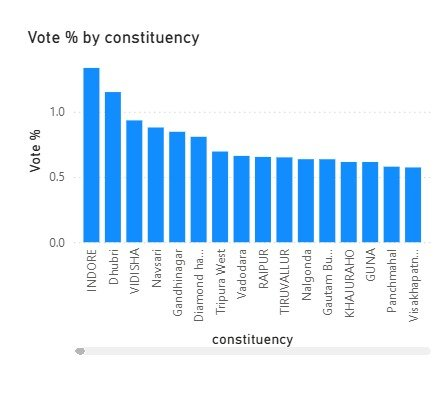 Vote % by constituency
1.0
0.5
0.0
Vote %
INDORE
Dhubri
VIDISHA
Navsari
Gandhinagar
Diamond ha...
Tripura West
Vadodara
RAIPUR
TIRUVALLUR
Nalgonda
Gautam Bu...
KHAJURAHO
GUNA
Panchmahal
Visakhapatn...
constituency